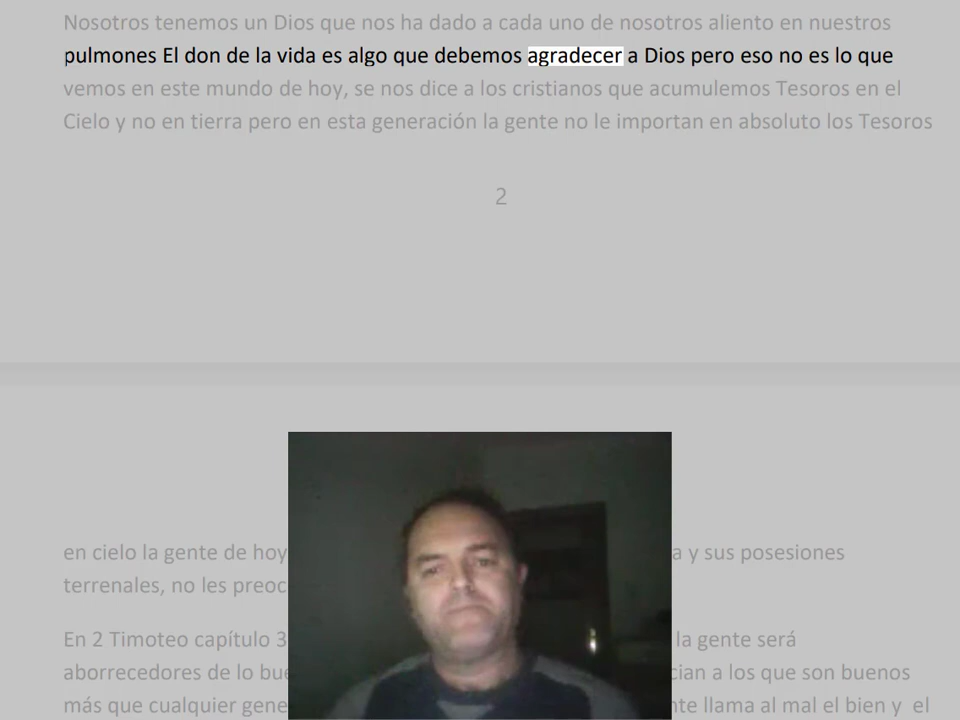 Nosotros tenemos un Dios que nos ha dado a cada uno de nosotros aliento en nuestros
pulmones El don de la vida es algo que debemos agradecer a Dios pero eso no es lo que
vemos en este mundo de hoy, se nos dice a los cristianos que acumulemos Tesoros en el
Cielo y no en tierra pero en esta generación la gente no le importan en absoluto los Tesoros
2
en cielo la gente de hoy a y sus posesiones
terrenales, no les preoc
En 2 Timoteo capítulo 3 la gente será
aborrecedores de lo bue cian a los que son buenos
más que cualquier gene nte llama al mal el bien y el